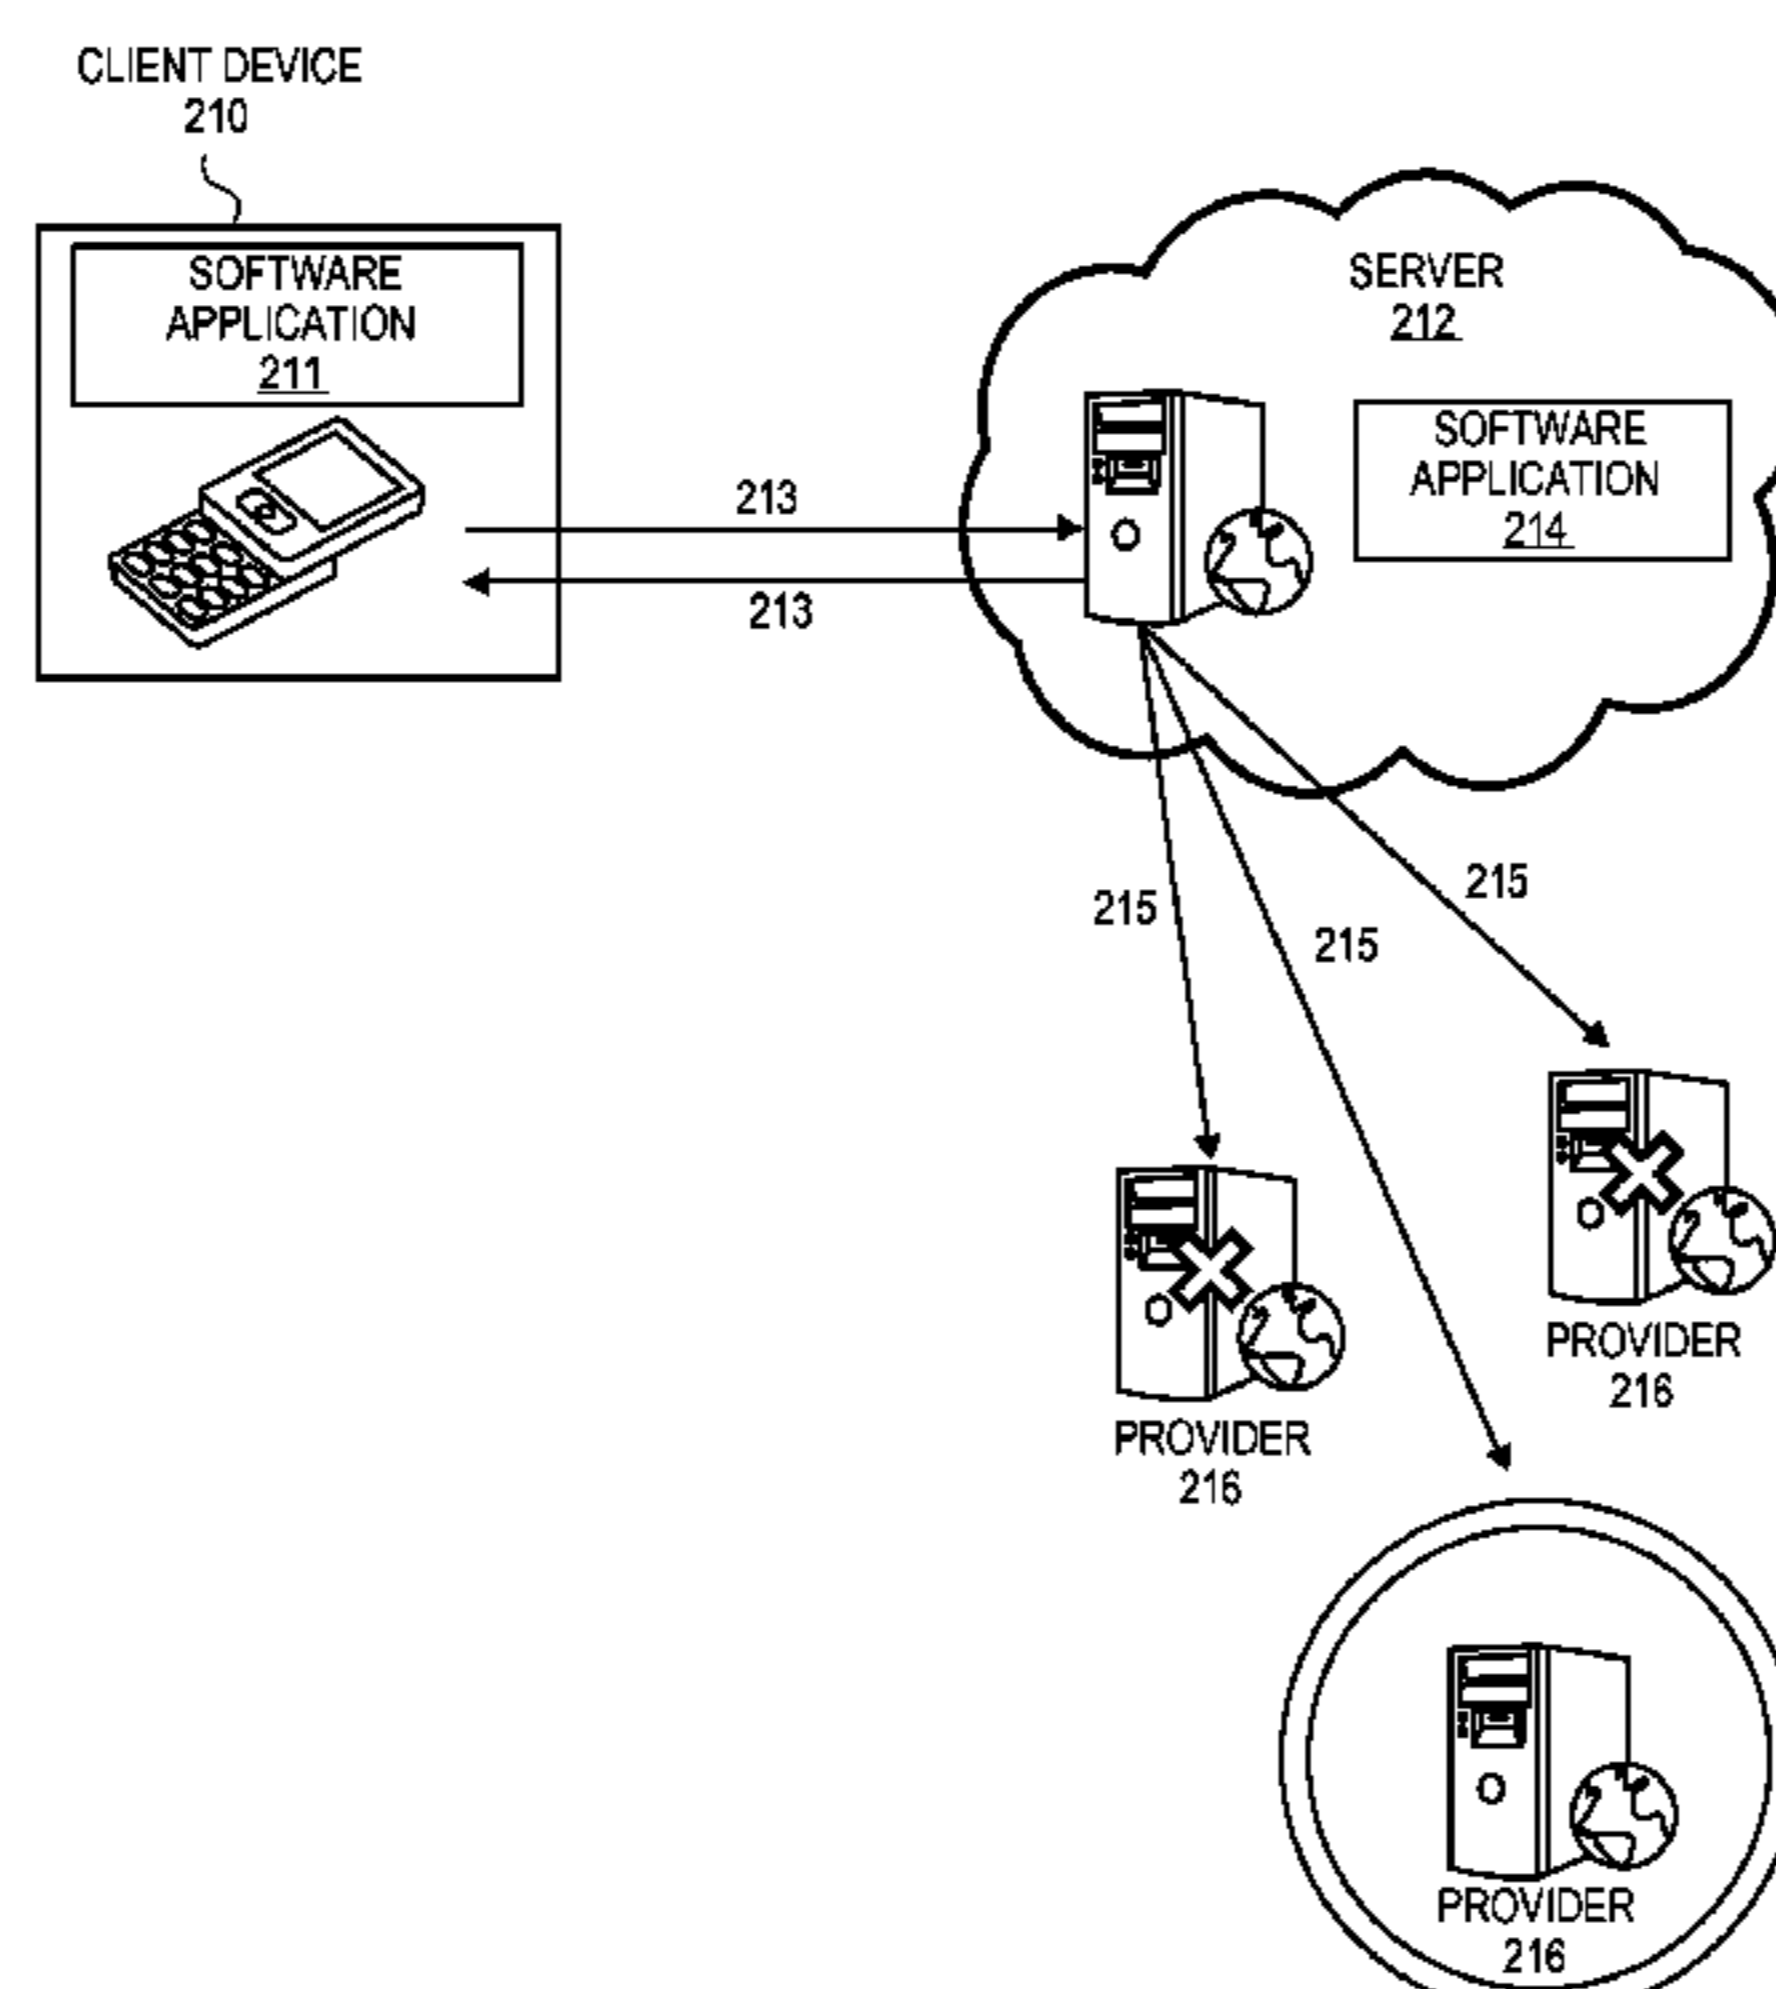 CLIENT DEVICE
210
SOFTWARE
APPLICATION
211
SERVER
212
SOFTWARE
APPLICATION
214
213
213
215
215
215
PROVIDER
216
PROVIDER
216
PROVIDER
216